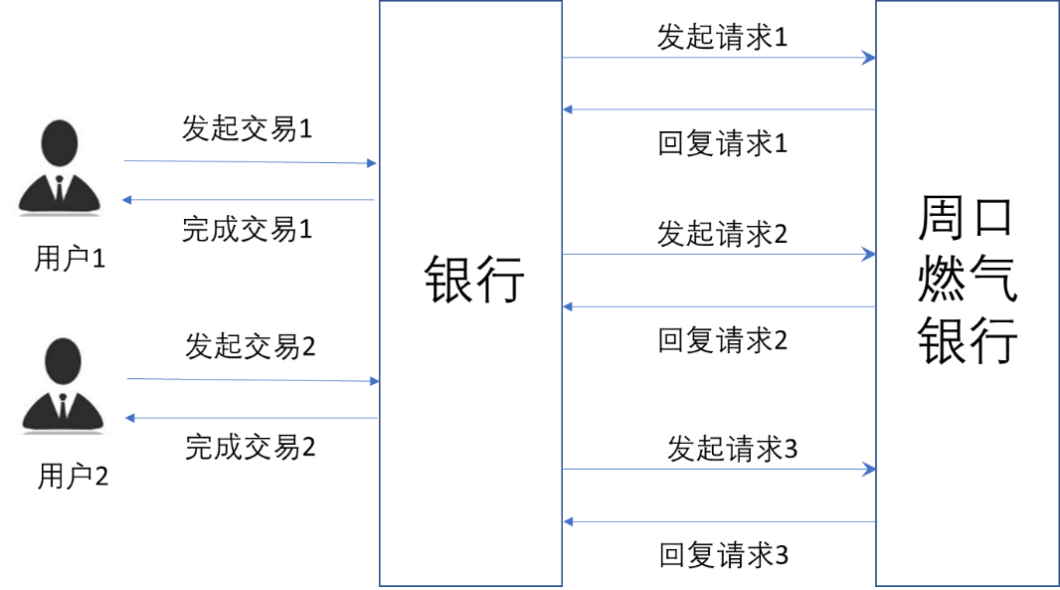 发起交易1
完成交易1
用户1
发起交易2
完成交易2
用户2
银行
发起请求1
回复请求1
发起请求2
回复请求2
发起请求3
回复请求3
周口
燃气
银行